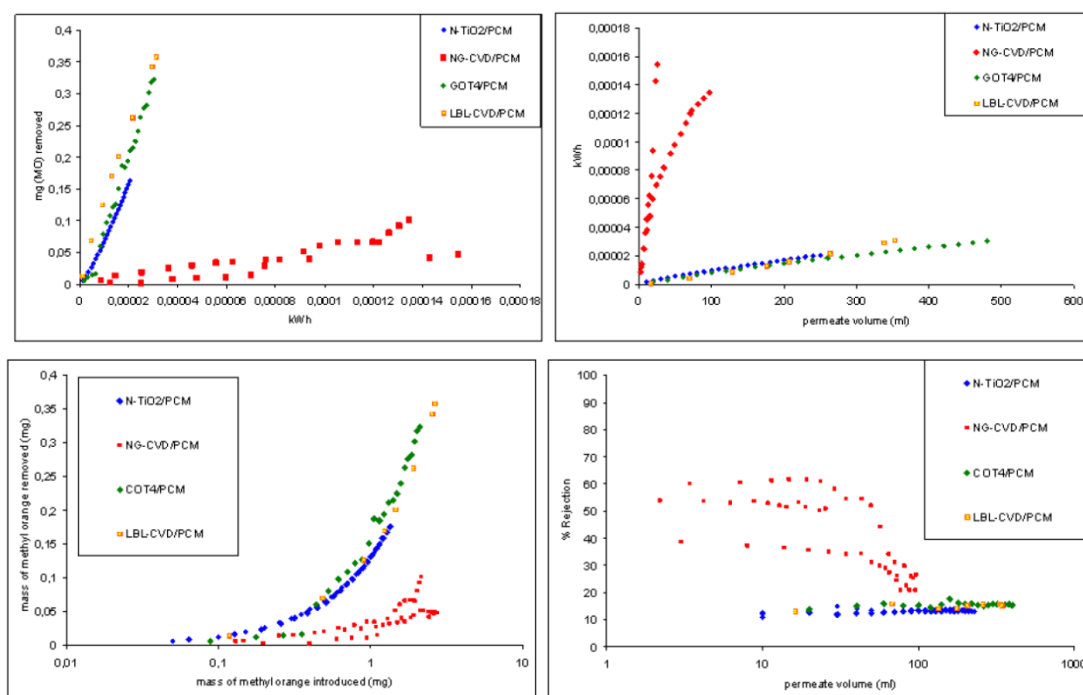 0,4
0,35
0,3
0,25
0,2
0,15
0,1
0,05
0
mg (MO) removed
0 0,00002 0,00004 0,00006 0,00008 0,0001 0,00012 0,00014 0,00016 0,00018
kWh
N-TiO2/PCM
NG-CVD/PCM
GOT4/PCM
LBL-CVD/PCM
0,00018
0,00016
0,00014
0,00012
0,0001
0,00008
0,00006
0,00004
0,00002
0
kWh
0 100 200 300 400 500 600
permeate volume (ml)
N-TiO2/PCM
NG-CVD/PCM
GOT4/PCM
LBL-CVD/PCM
0,4
0,35
0,3
0,25
0,2
0,15
0,1
0,05
0
mass of methyl orange removed (mg)
0,01 0,1 1 10
mass of methyl orange introduced (mg)
N-TiO2/PCM
NG-CVD/PCM
COT4/PCM
LBL-CVD/PCM
100
90
80
70
60
50
40
30
20
10
0
% Rejection
1 10 100 1000
permeate volume (ml)
N-TiO2/PCM
NG-CVD/PCM
COT4/PCM
LBL-CVD/PCM